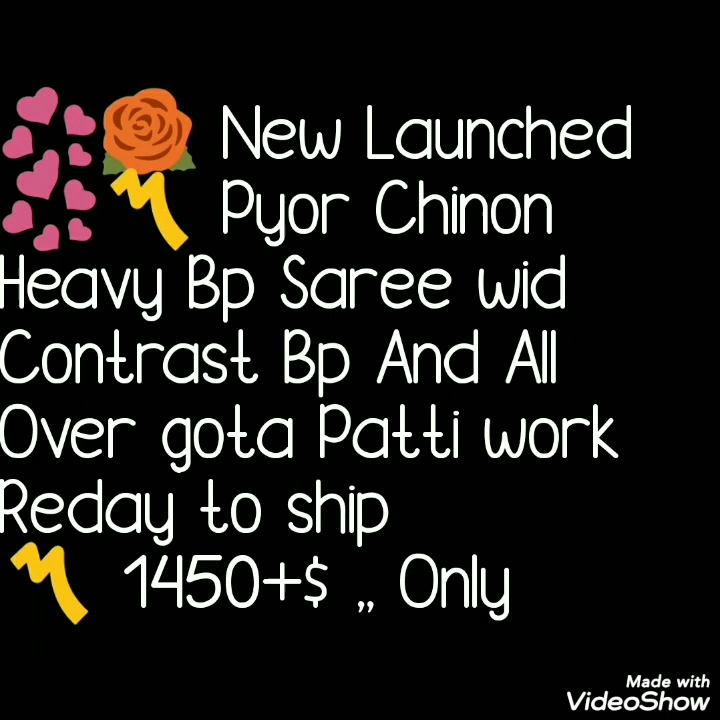 💞🌹 New Launched
💞〽️ Pyor Chinon
Heavy Bp Saree wid
Contrast Bp And All
Over gota Patti work
Reday to ship
〽️ 1450+$ ,, Only
Made with
VideoShow